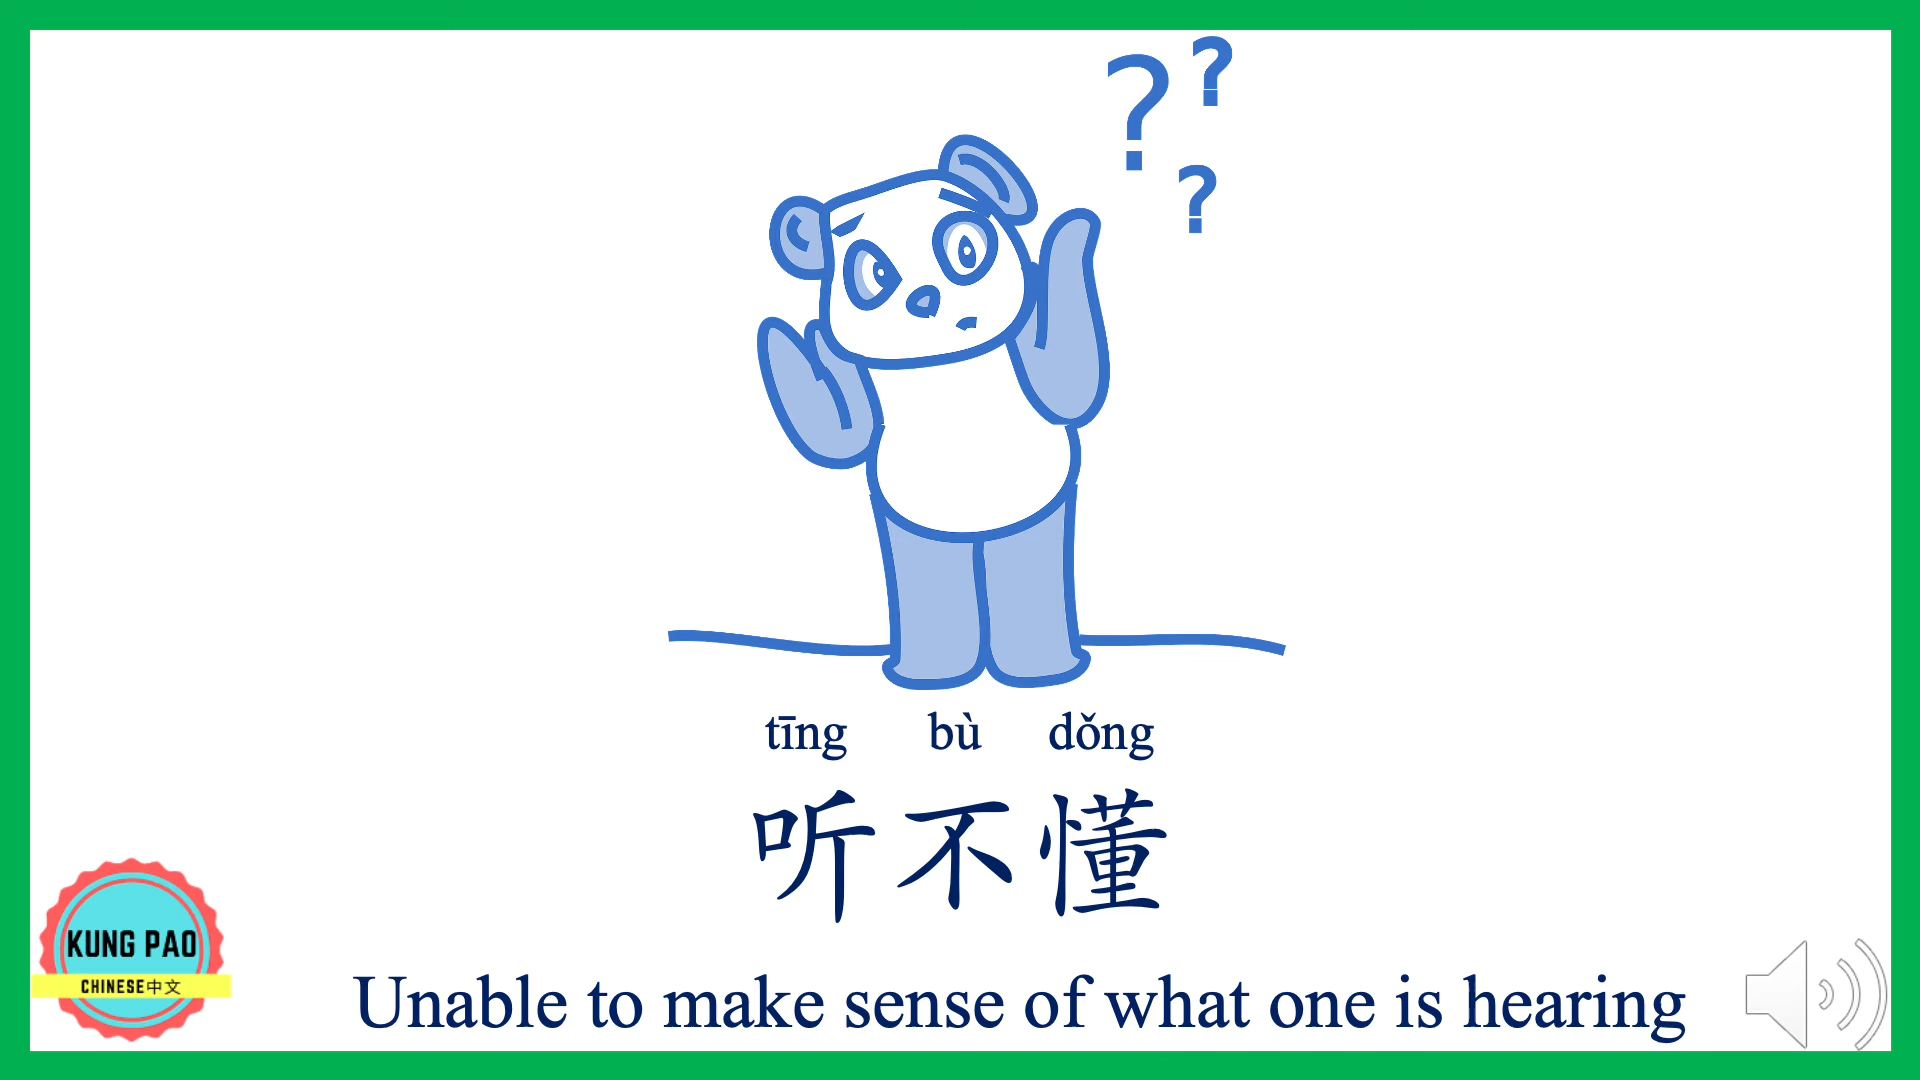 ?
?
?
tīng bù dǒng
听不懂
KUNG PAO
CHINESE中文
Unable to make sense of what one is hearing